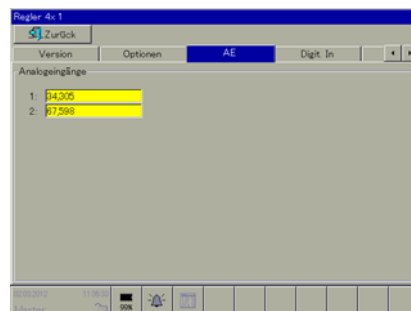 Regler 4x 1
Zurück
Version Optionen AE Digit. In
Analogeingänge
1: 34,305
2: 67,598
02.03.2012
Master
99%